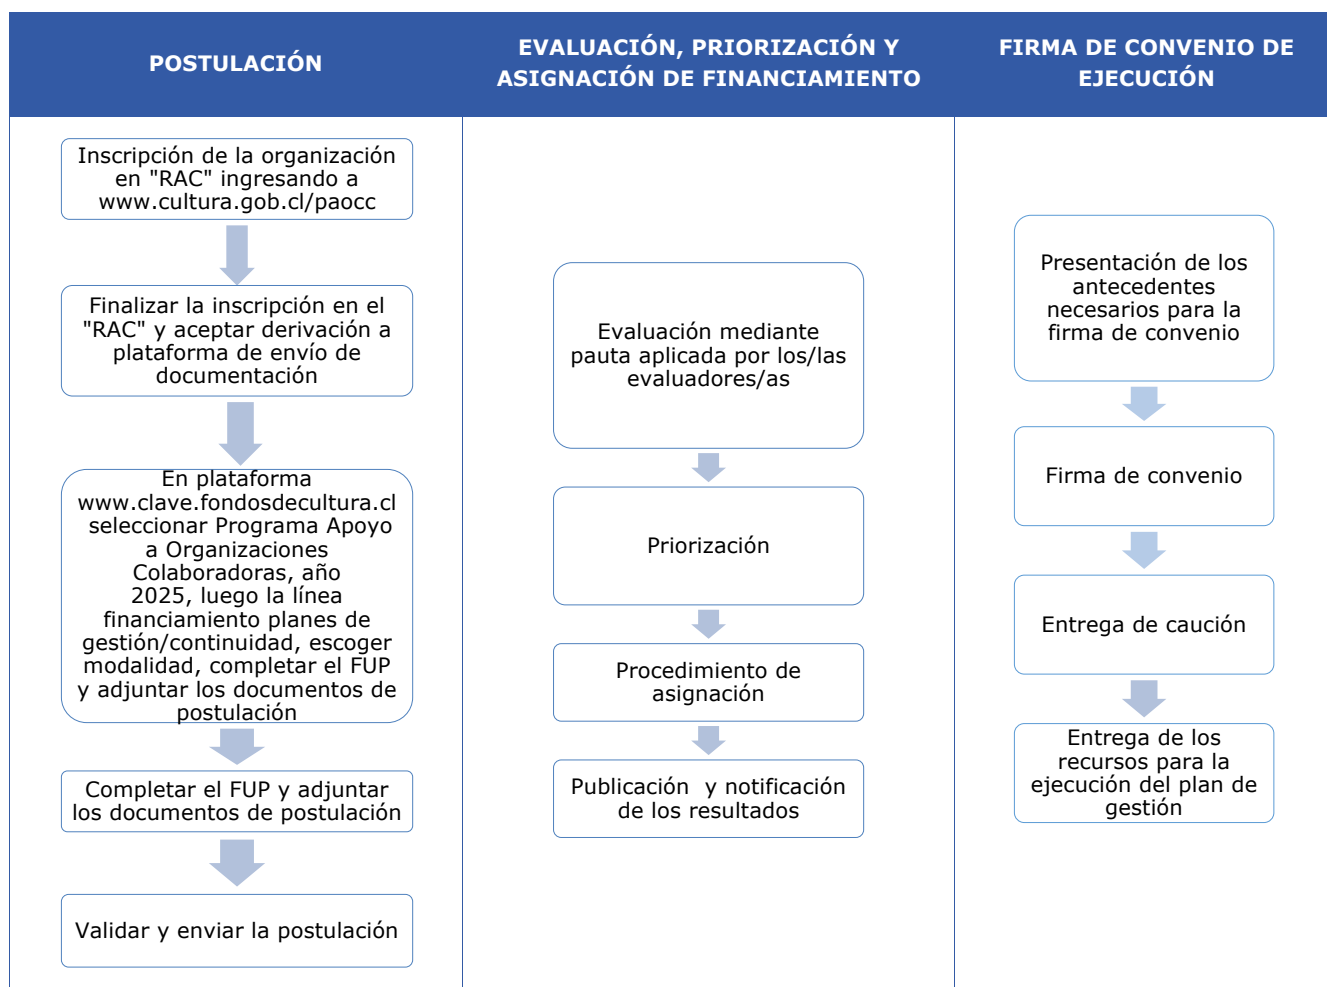 POSTULACIÓN
Inscripción de la organización
en "RAC" ingresando a
www.cultura.gob.cl/paocc
Finalizar la inscripción en el
"RAC" y aceptar derivación a
plataforma de envío de
documentación
En plataforma
www.clave.fondosdecultura.cl
seleccionar Programa Apoyo
a Organizaciones
Colaboradoras, año
2025, luego la línea
financiamiento planes de
gestión/continuidad, escoger
modalidad, completar el FUP
y adjuntar los documentos de
postulación
Completar el FUP y adjuntar
los documentos de postulación
Validar y enviar la postulación
EVALUACIÓN, PRIORIZACIÓN Y
ASIGNACIÓN DE FINANCIAMIENTO
Evaluación mediante
pauta aplicada por los/las
evaluadores/as
Priorización
Procedimiento de
asignación
Publicación y notificación
de los resultados
FIRMA DE CONVENIO DE
EJECUCIÓN
Presentación de los
antecedentes
necesarios para la
firma de convenio
Firma de convenio
Entrega de caución
Entrega de los
recursos para la
ejecución del plan de
gestión